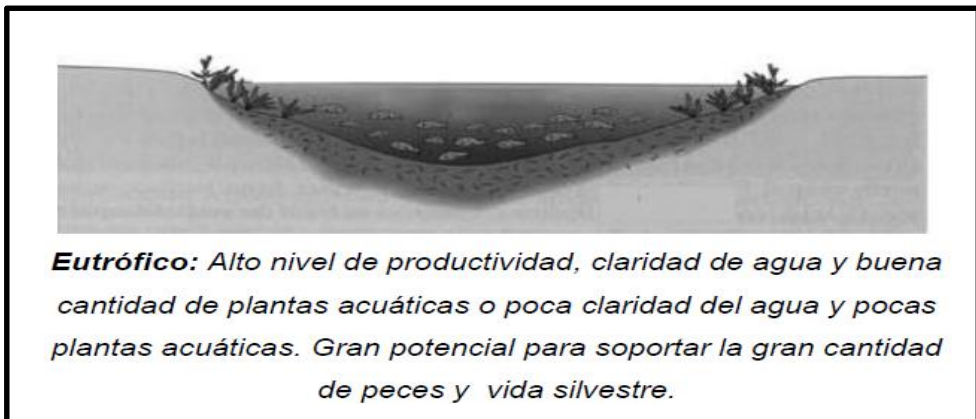 Eutrófico: Alto nivel de productividad, claridad de agua y buena
cantidad de plantas acuáticas o poca claridad del agua y pocas
plantas acuáticas. Gran potencial para soportar la gran cantidad
de peces y vida silvestre.